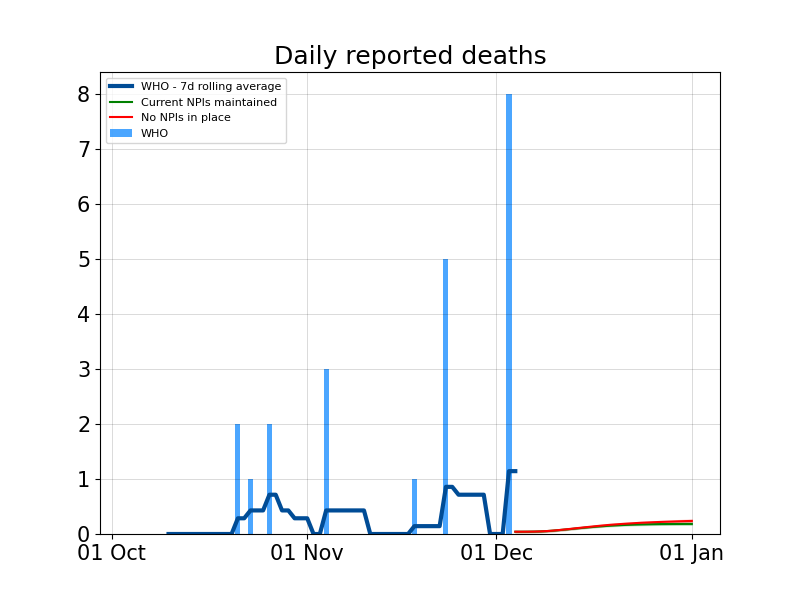 Daily reported deaths
WHO - 7d rolling average
Current NPIs maintained
No NPIs in place
WHO
8
7
6
5
4
3
2
1
0
01 Oct
01 Nov
01 Dec
01 Jan